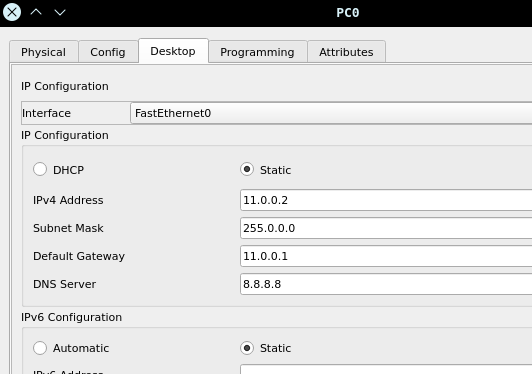 PC0
Physical Config Desktop Programming Attributes
IP Configuration
Interface FastEthernet0
IP Configuration
DHCP Static
IPv4 Address 11.0.0.2
Subnet Mask 255.0.0.0
Default Gateway 11.0.0.1
DNS Server 8.8.8.8
IPv6 Configuration
Automatic Static
IPv6 Address